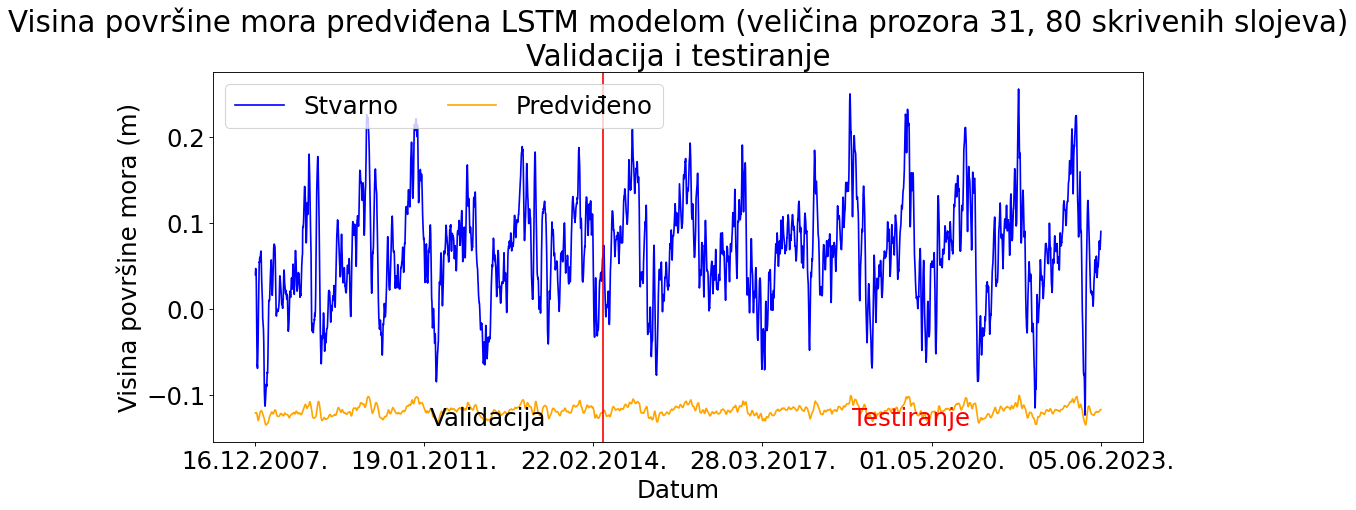 Visina površine mora predviđena LSTM modelom (veličina prozora 31, 80 skrivenih slojeva)
Validacija i testiranje
Stvarno
Predviđeno
Visina površine mora (m)
0.2
0.1
0.0
−0.1
Validacija
Testiranje
16.12.2007.
19.01.2011.
22.02.2014.
28.03.2017.
01.05.2020.
05.06.2023.
Datum